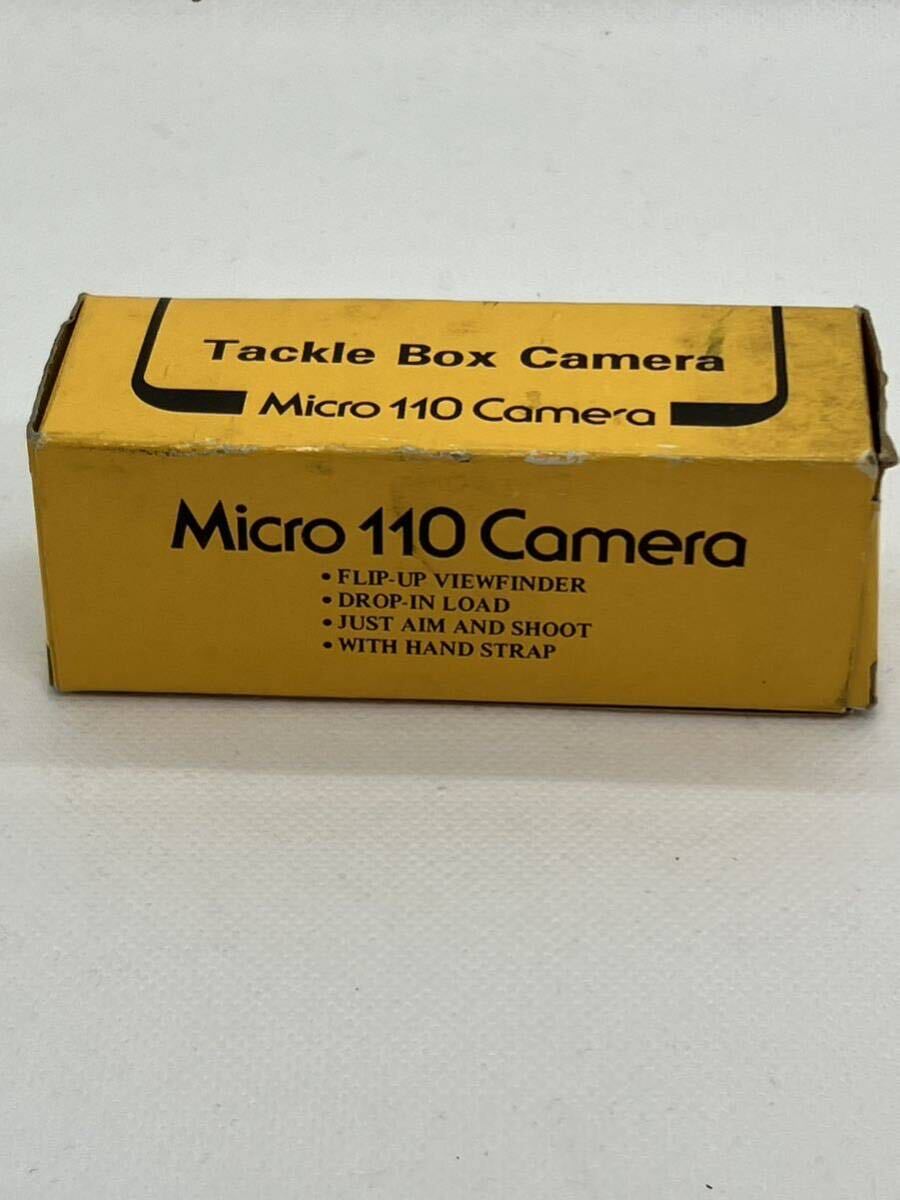 Tackle Box Camera
Micro 110 Camera
Micro 110 Camera
• FLIP-UP VIEWFINDER
• DROP-IN LOAD
• JUST AIM AND SHOOT
• WITH HAND STRAP